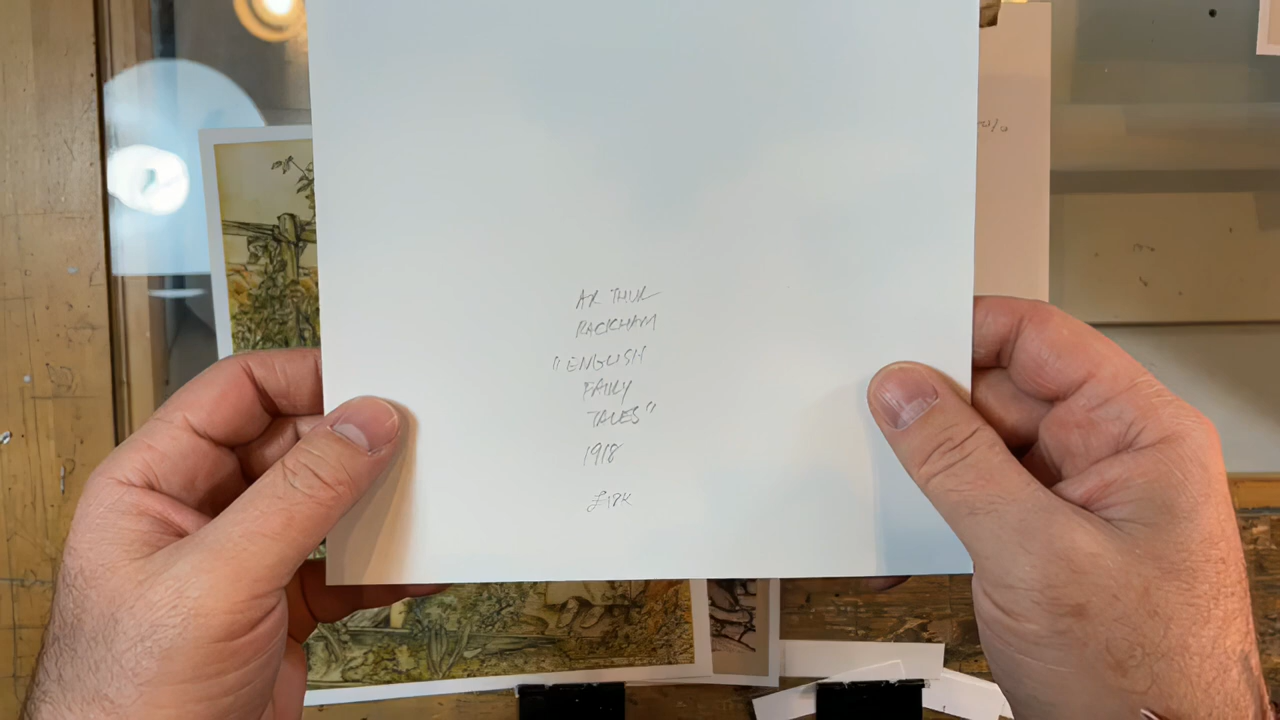 ARTHUR
RACKHAM
"ENGLISH
FAIRY
TALES"
1918
£18K